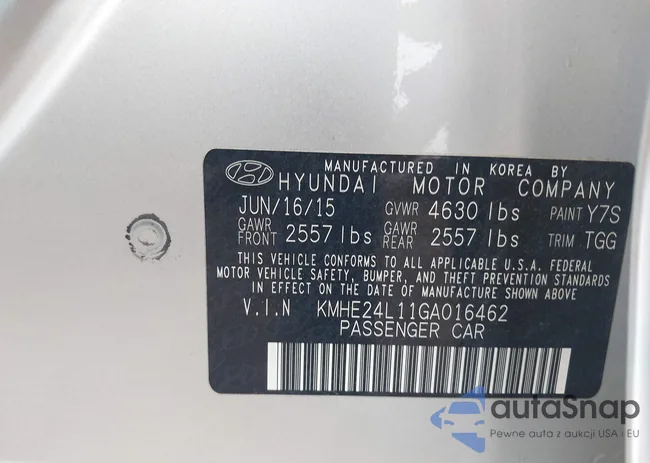 MANUFACTURED IN KOREA BY
HYUNDAI MOTOR COMPANY
JUN/16/15 GVWR 4630 lbs PAINT Y7S
GAWR FRONT 2557 lbs GAWR REAR 2557 lbs TRIM TGG
THIS VEHICLE CONFORMS TO ALL APPLICABLE U.S.A. FEDERAL
MOTOR VEHICLE SAFETY, BUMPER, AND THEFT PREVENTION STANDARDS
IN EFFECT ON THE DATE OF MANUFACTURE SHOWN ABOVE
V.I.N KMHE24L11GA016462
PASSENGER CAR
autaSnap
Pewne auta z aukcji USA i EU